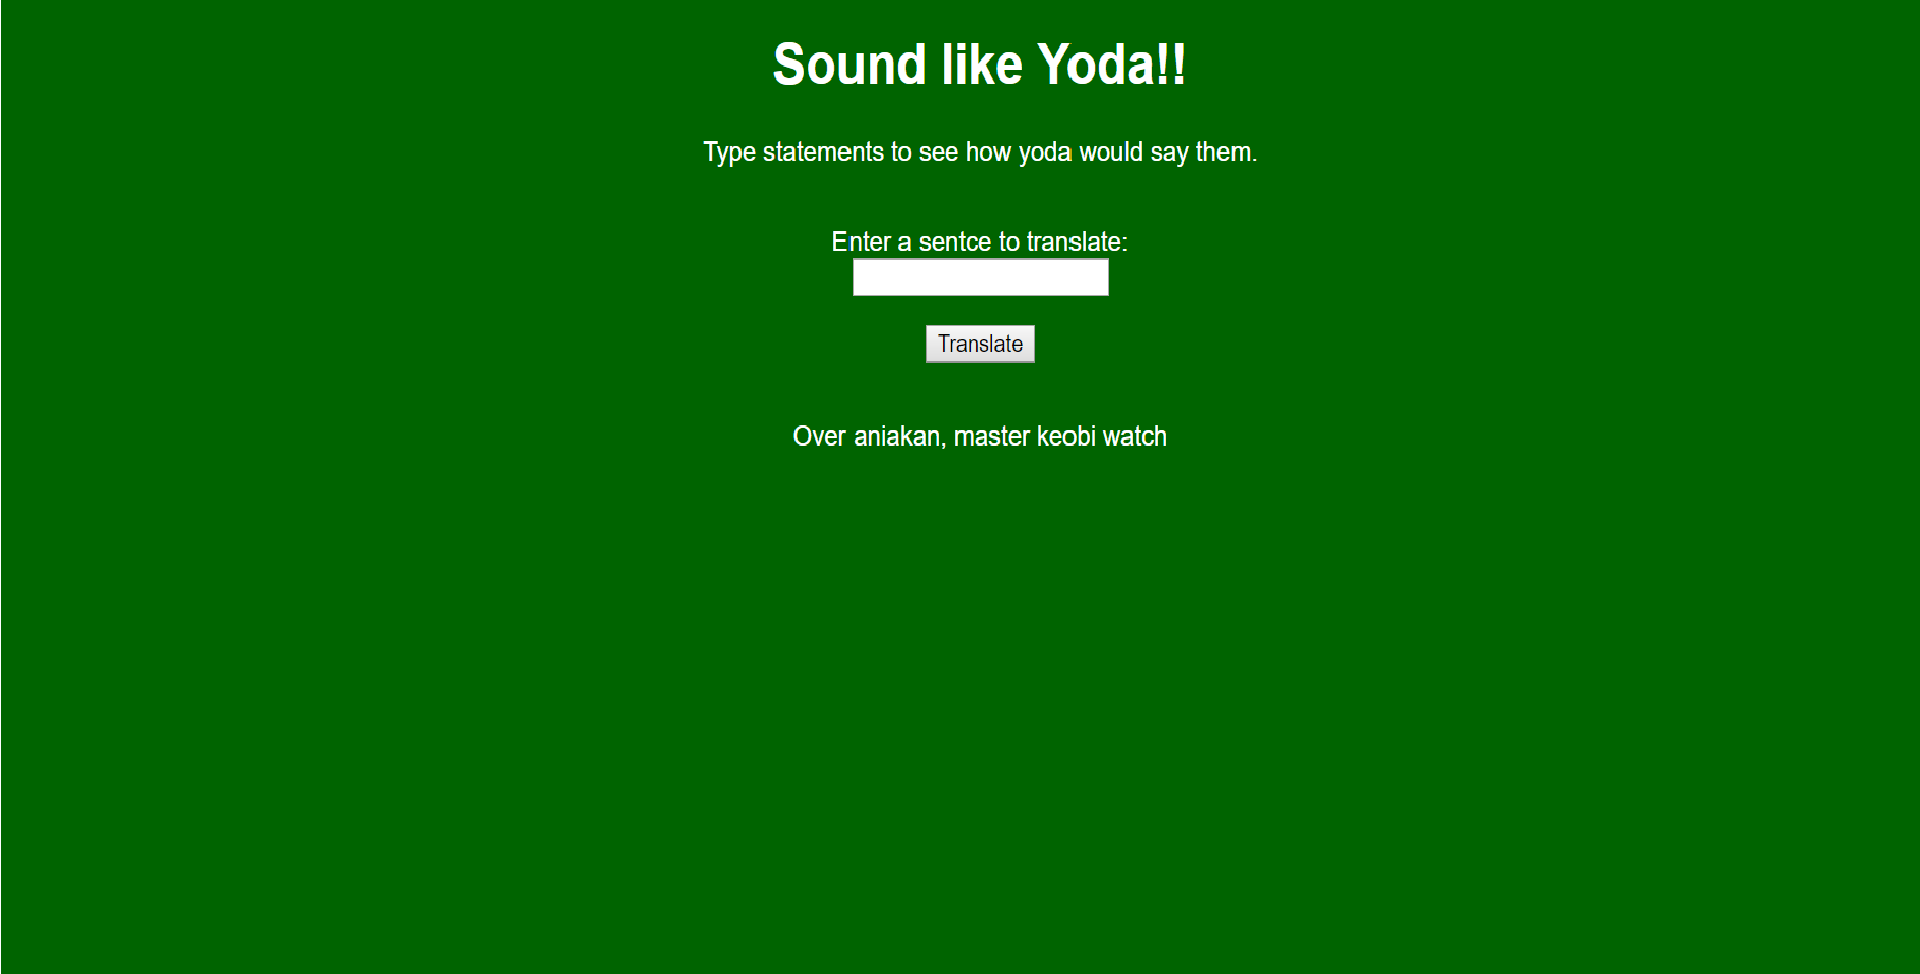 Sound like Yoda!!
Type statements to see how yoda would say them.
Enter a sentce to translate:
Translate
Over aniakan, master keobi watch